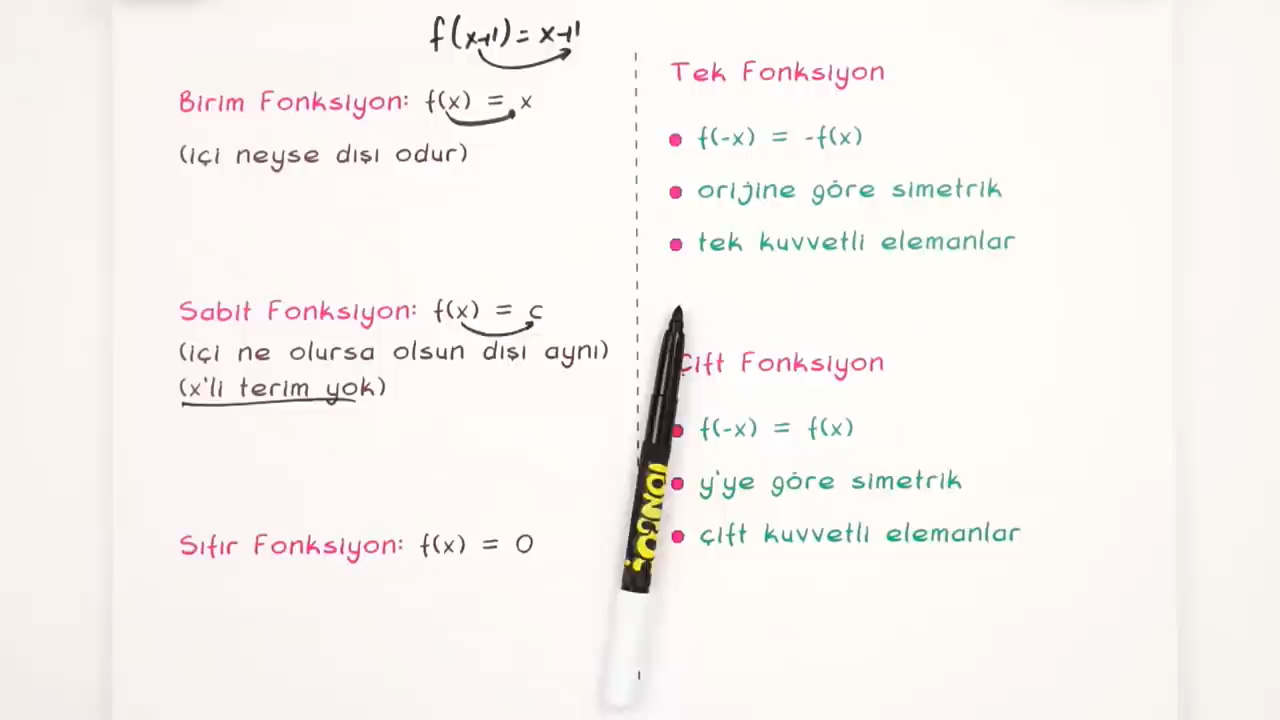 f(x+1) = x+1
Birim Fonksiyon: f(x) = x
(içi neyse dışı odur)
Sabit Fonksiyon: f(x) = c
(içi ne olursa olsun dışı aynı)
(x'li terim yok)
Sıfır Fonksiyon: f(x) = 0
Tek Fonksiyon
f(-x) = -f(x)
orijine göre simetrik
tek kuvvetli elemanlar
Çift Fonksiyon
f(-x) = f(x)
y'ye göre simetrik
çift kuvvetli elemanlar